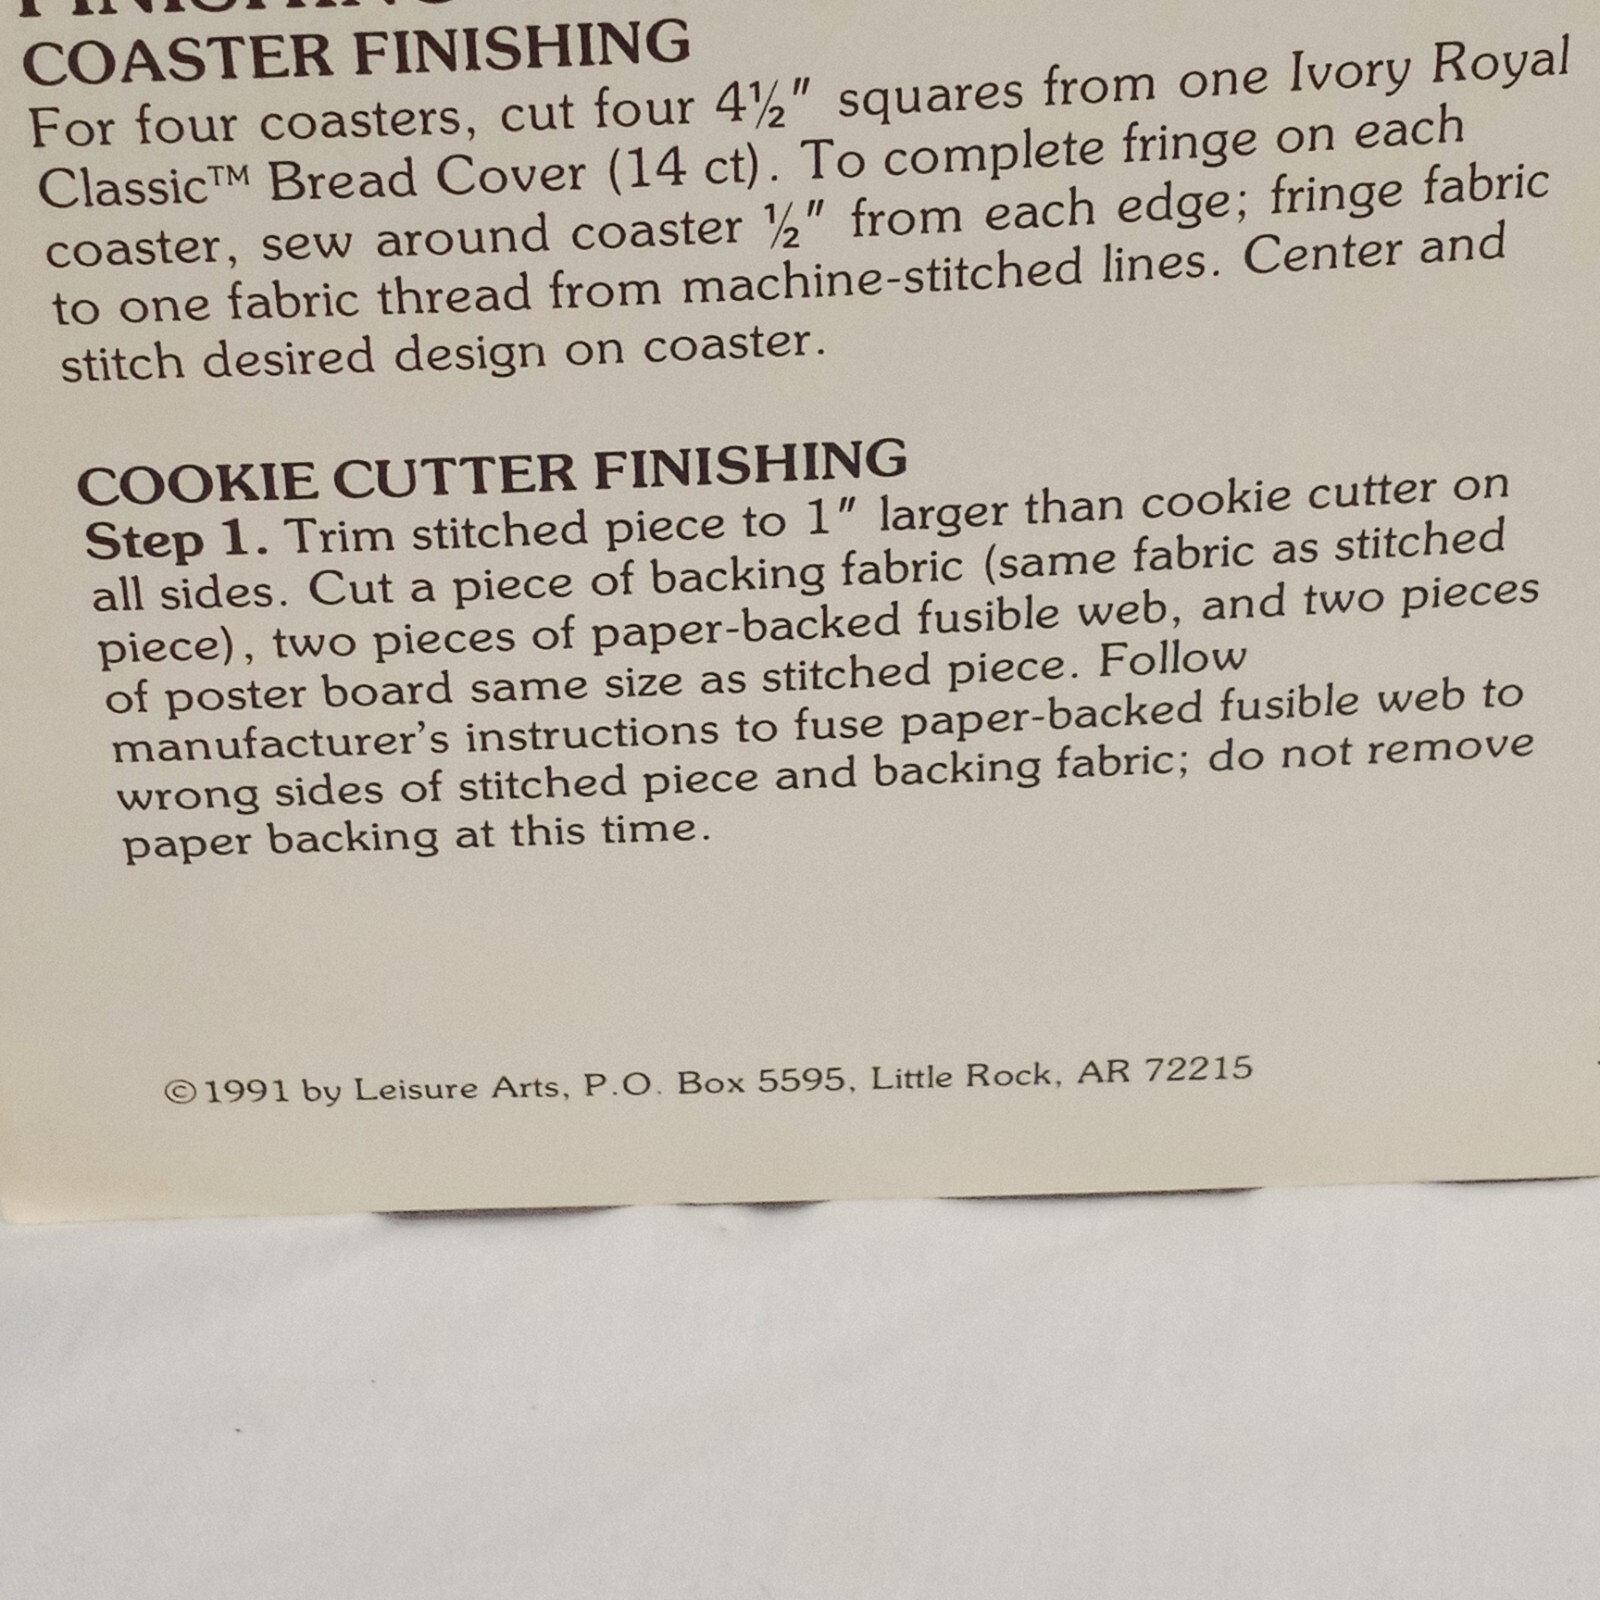 FINISHING
COASTER FINISHING
For four coasters, cut four 4½" squares from one Ivory Royal
Classic™ Bread Cover (14 ct). To complete fringe on each
coaster, sew around coaster ½" from each edge; fringe fabric
to one fabric thread from machine-stitched lines. Center and
stitch desired design on coaster.
COOKIE CUTTER FINISHING
Step 1. Trim stitched piece to 1" larger than cookie cutter on
all sides. Cut a piece of backing fabric (same fabric as stitched
piece), two pieces of paper-backed fusible web, and two pieces
of poster board same size as stitched piece. Follow
manufacturer's instructions to fuse paper-backed fusible web to
wrong sides of stitched piece and backing fabric; do not remove
paper backing at this time.
©1991 by Leisure Arts, P.O. Box 5595, Little Rock, AR 72215